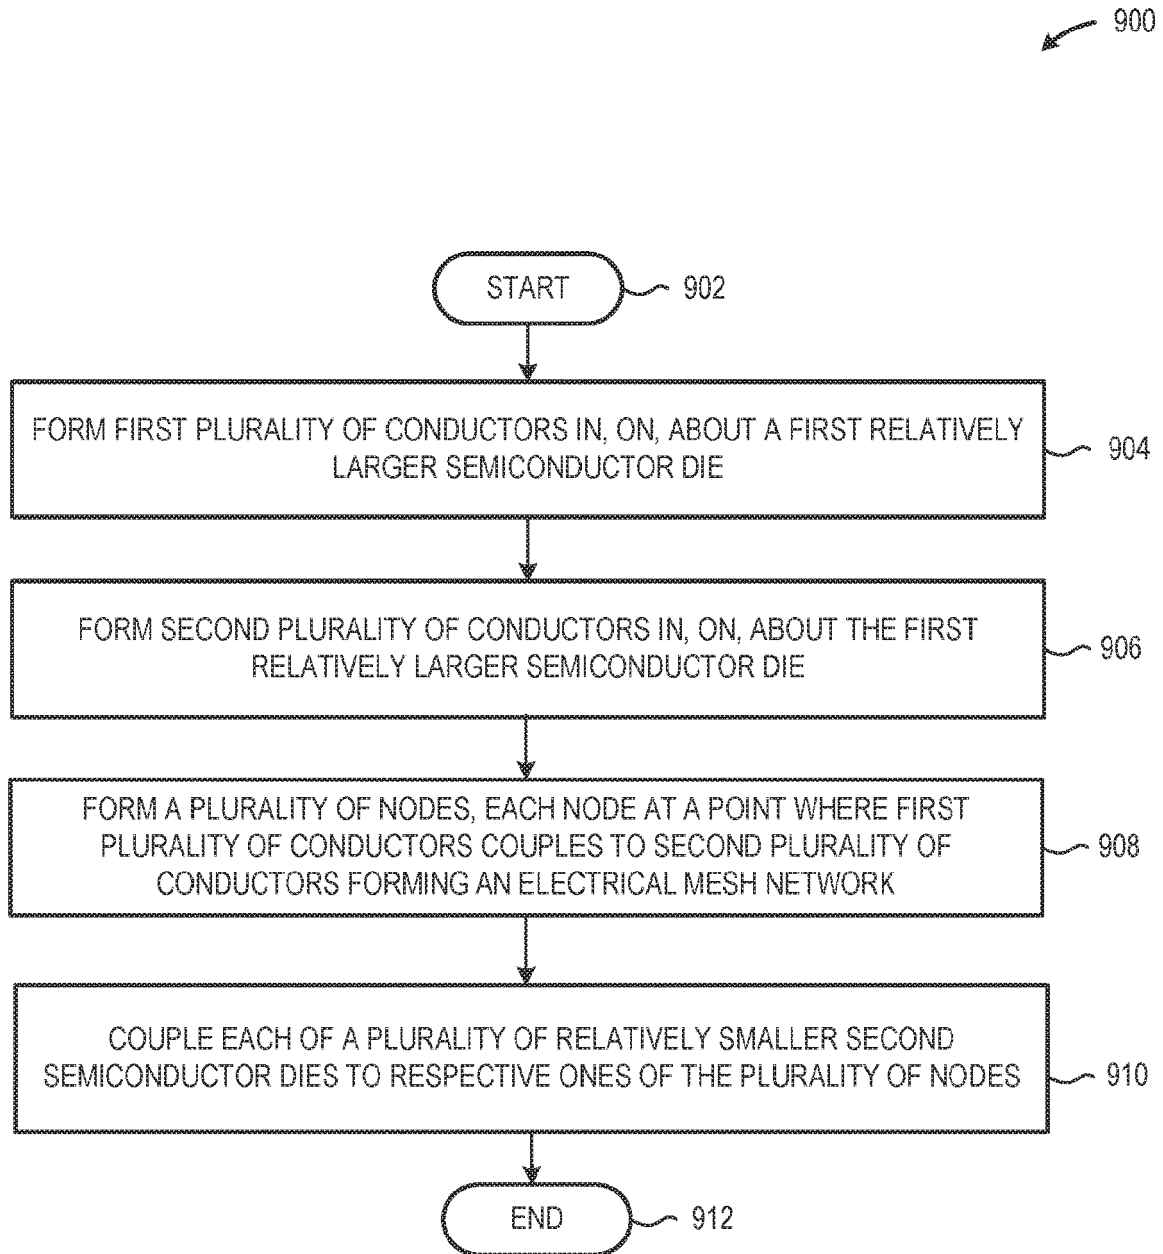 900
START
902
FORM FIRST PLURALITY OF CONDUCTORS IN, ON, ABOUT A FIRST RELATIVELY
LARGER SEMICONDUCTOR DIE
904
FORM SECOND PLURALITY OF CONDUCTORS IN, ON, ABOUT THE FIRST
RELATIVELY LARGER SEMICONDUCTOR DIE
906
FORM A PLURALITY OF NODES, EACH NODE AT A POINT WHERE FIRST
PLURALITY OF CONDUCTORS COUPLES TO SECOND PLURALITY OF
CONDUCTORS FORMING AN ELECTRICAL MESH NETWORK
908
COUPLE EACH OF A PLURALITY OF RELATIVELY SMALLER SECOND
SEMICONDUCTOR DIES TO RESPECTIVE ONES OF THE PLURALITY OF NODES
910
END
912